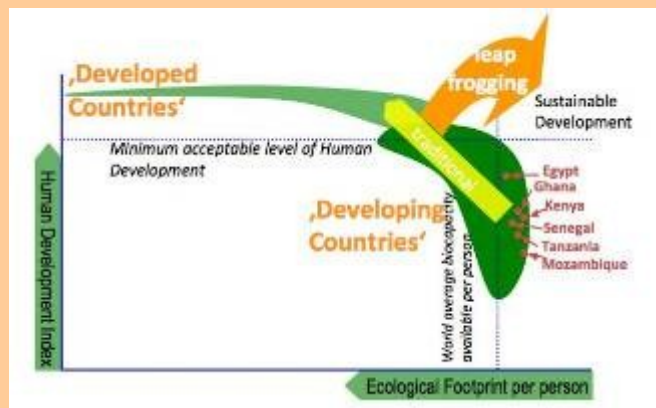 ‚Developed
Countries‘
leap
frogging
Sustainable
Development
Minimum acceptable level of Human
Development
traditional
‚Developing
Countries‘
Egypt
Ghana
Kenya
Senegal
Tanzania
Mozambique
World average biocapacity
available per person
Human Development Index
Ecological Footprint per person